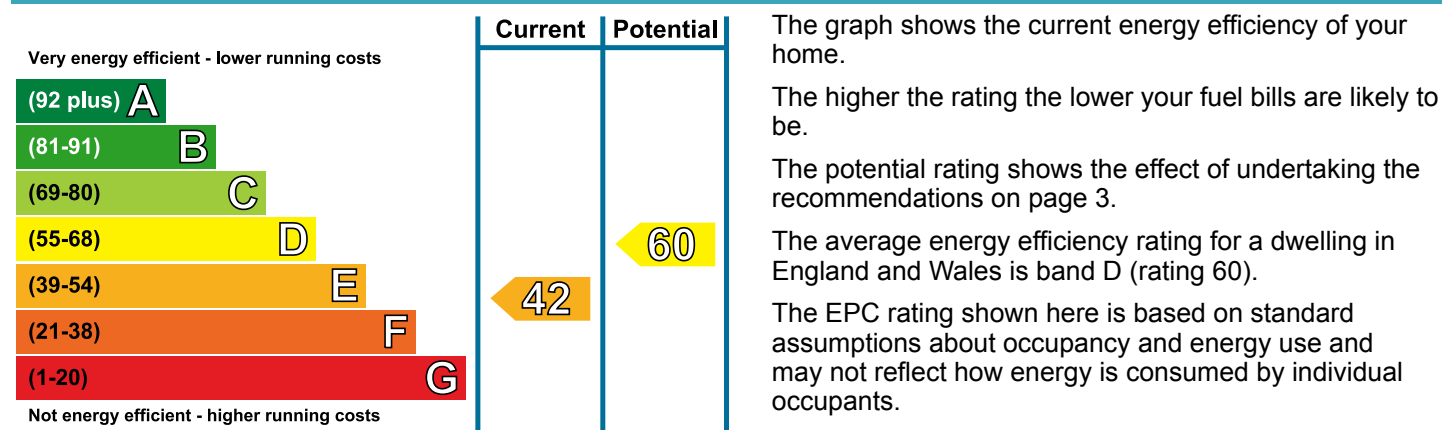 Current Potential
Very energy efficient - lower running costs
(92 plus) A
(81-91) B
(69-80) C
(55-68) D
(39-54) E
(21-38) F
(1-20) G
Not energy efficient - higher running costs
60
42
The graph shows the current energy efficiency of your
home.
The higher the rating the lower your fuel bills are likely to
be.
The potential rating shows the effect of undertaking the
recommendations on page 3.
The average energy efficiency rating for a dwelling in
England and Wales is band D (rating 60).
The EPC rating shown here is based on standard
assumptions about occupancy and energy use and
may not reflect how energy is consumed by individual
occupants.